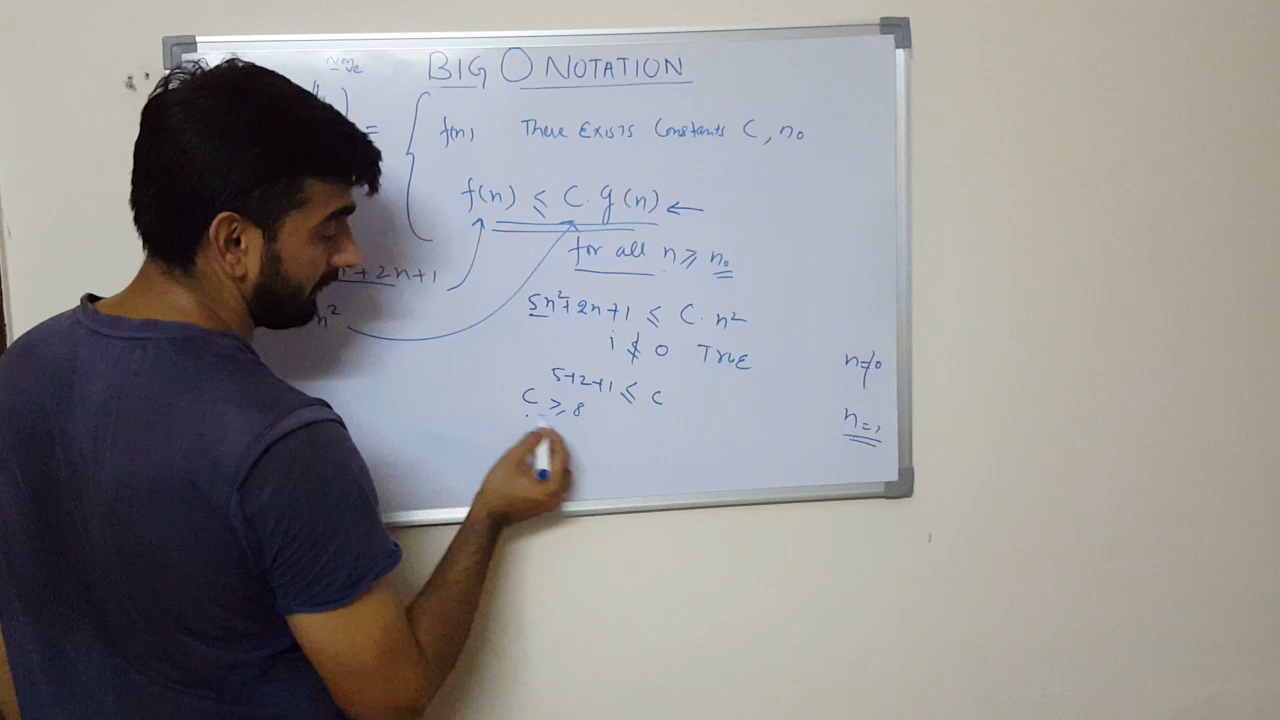 BIG O NOTATION
f(n), There Exists Constants C, n₀
f(n) ≤ C. g(n) ←
for all n ≥ n₀
+ 2n+1
n²
5n²+2n+1 ≤ C. n²
1 ≰ 0 TRUE
n≠0
5+2+1 ≤ C
C ≥ 8
n=1